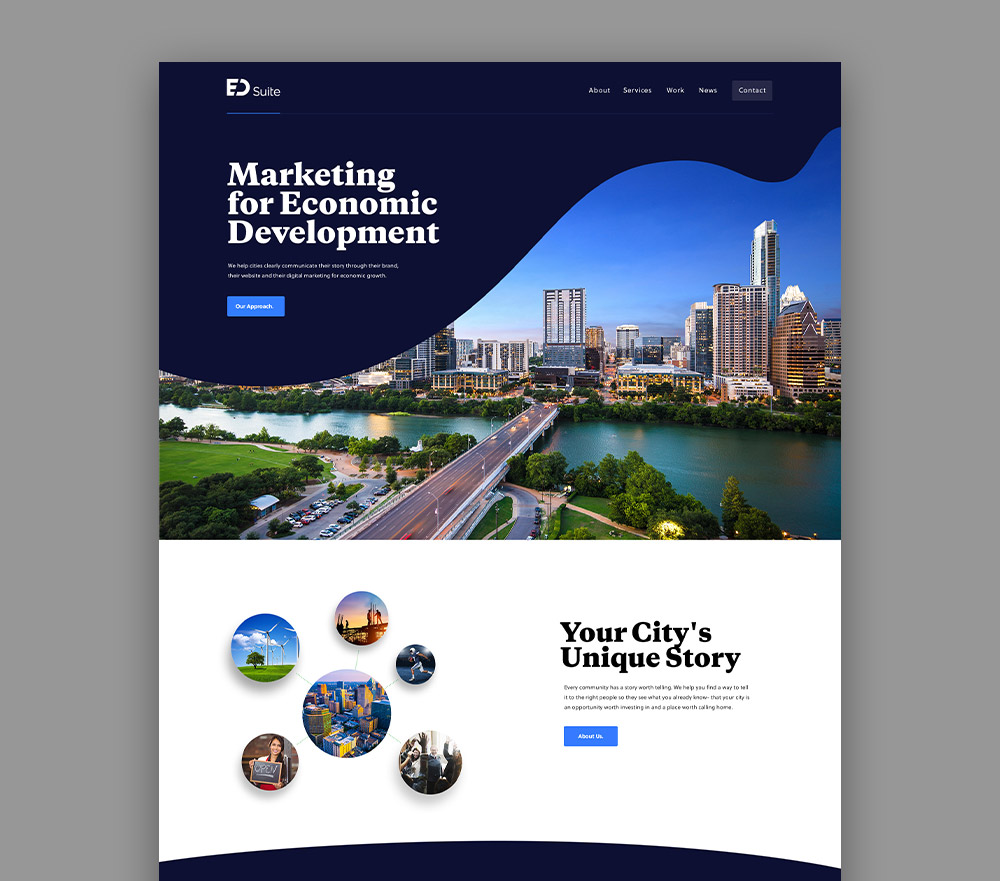 ED Suite
About Services Work News Contact
Marketing
for Economic
Development
We help cities clearly communicate their story through their brand,
their website and their digital marketing for economic growth.
Our Approach.
OPEN
Your City's
Unique Story
Every community has a story worth telling. We help you find a way to tell
it to the right people so they see what you already know- that your city is
an opportunity worth investing in and a place worth calling home.
About Us.